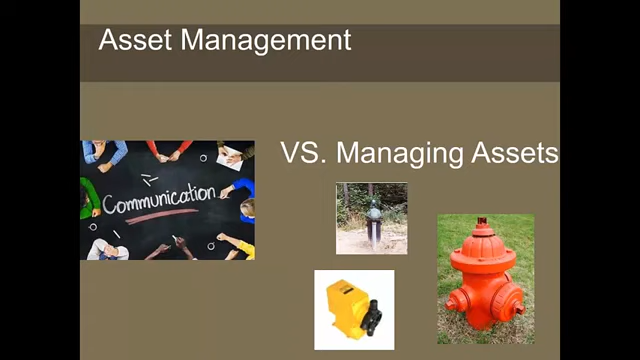 Asset Management
VS. Managing Assets
Communication